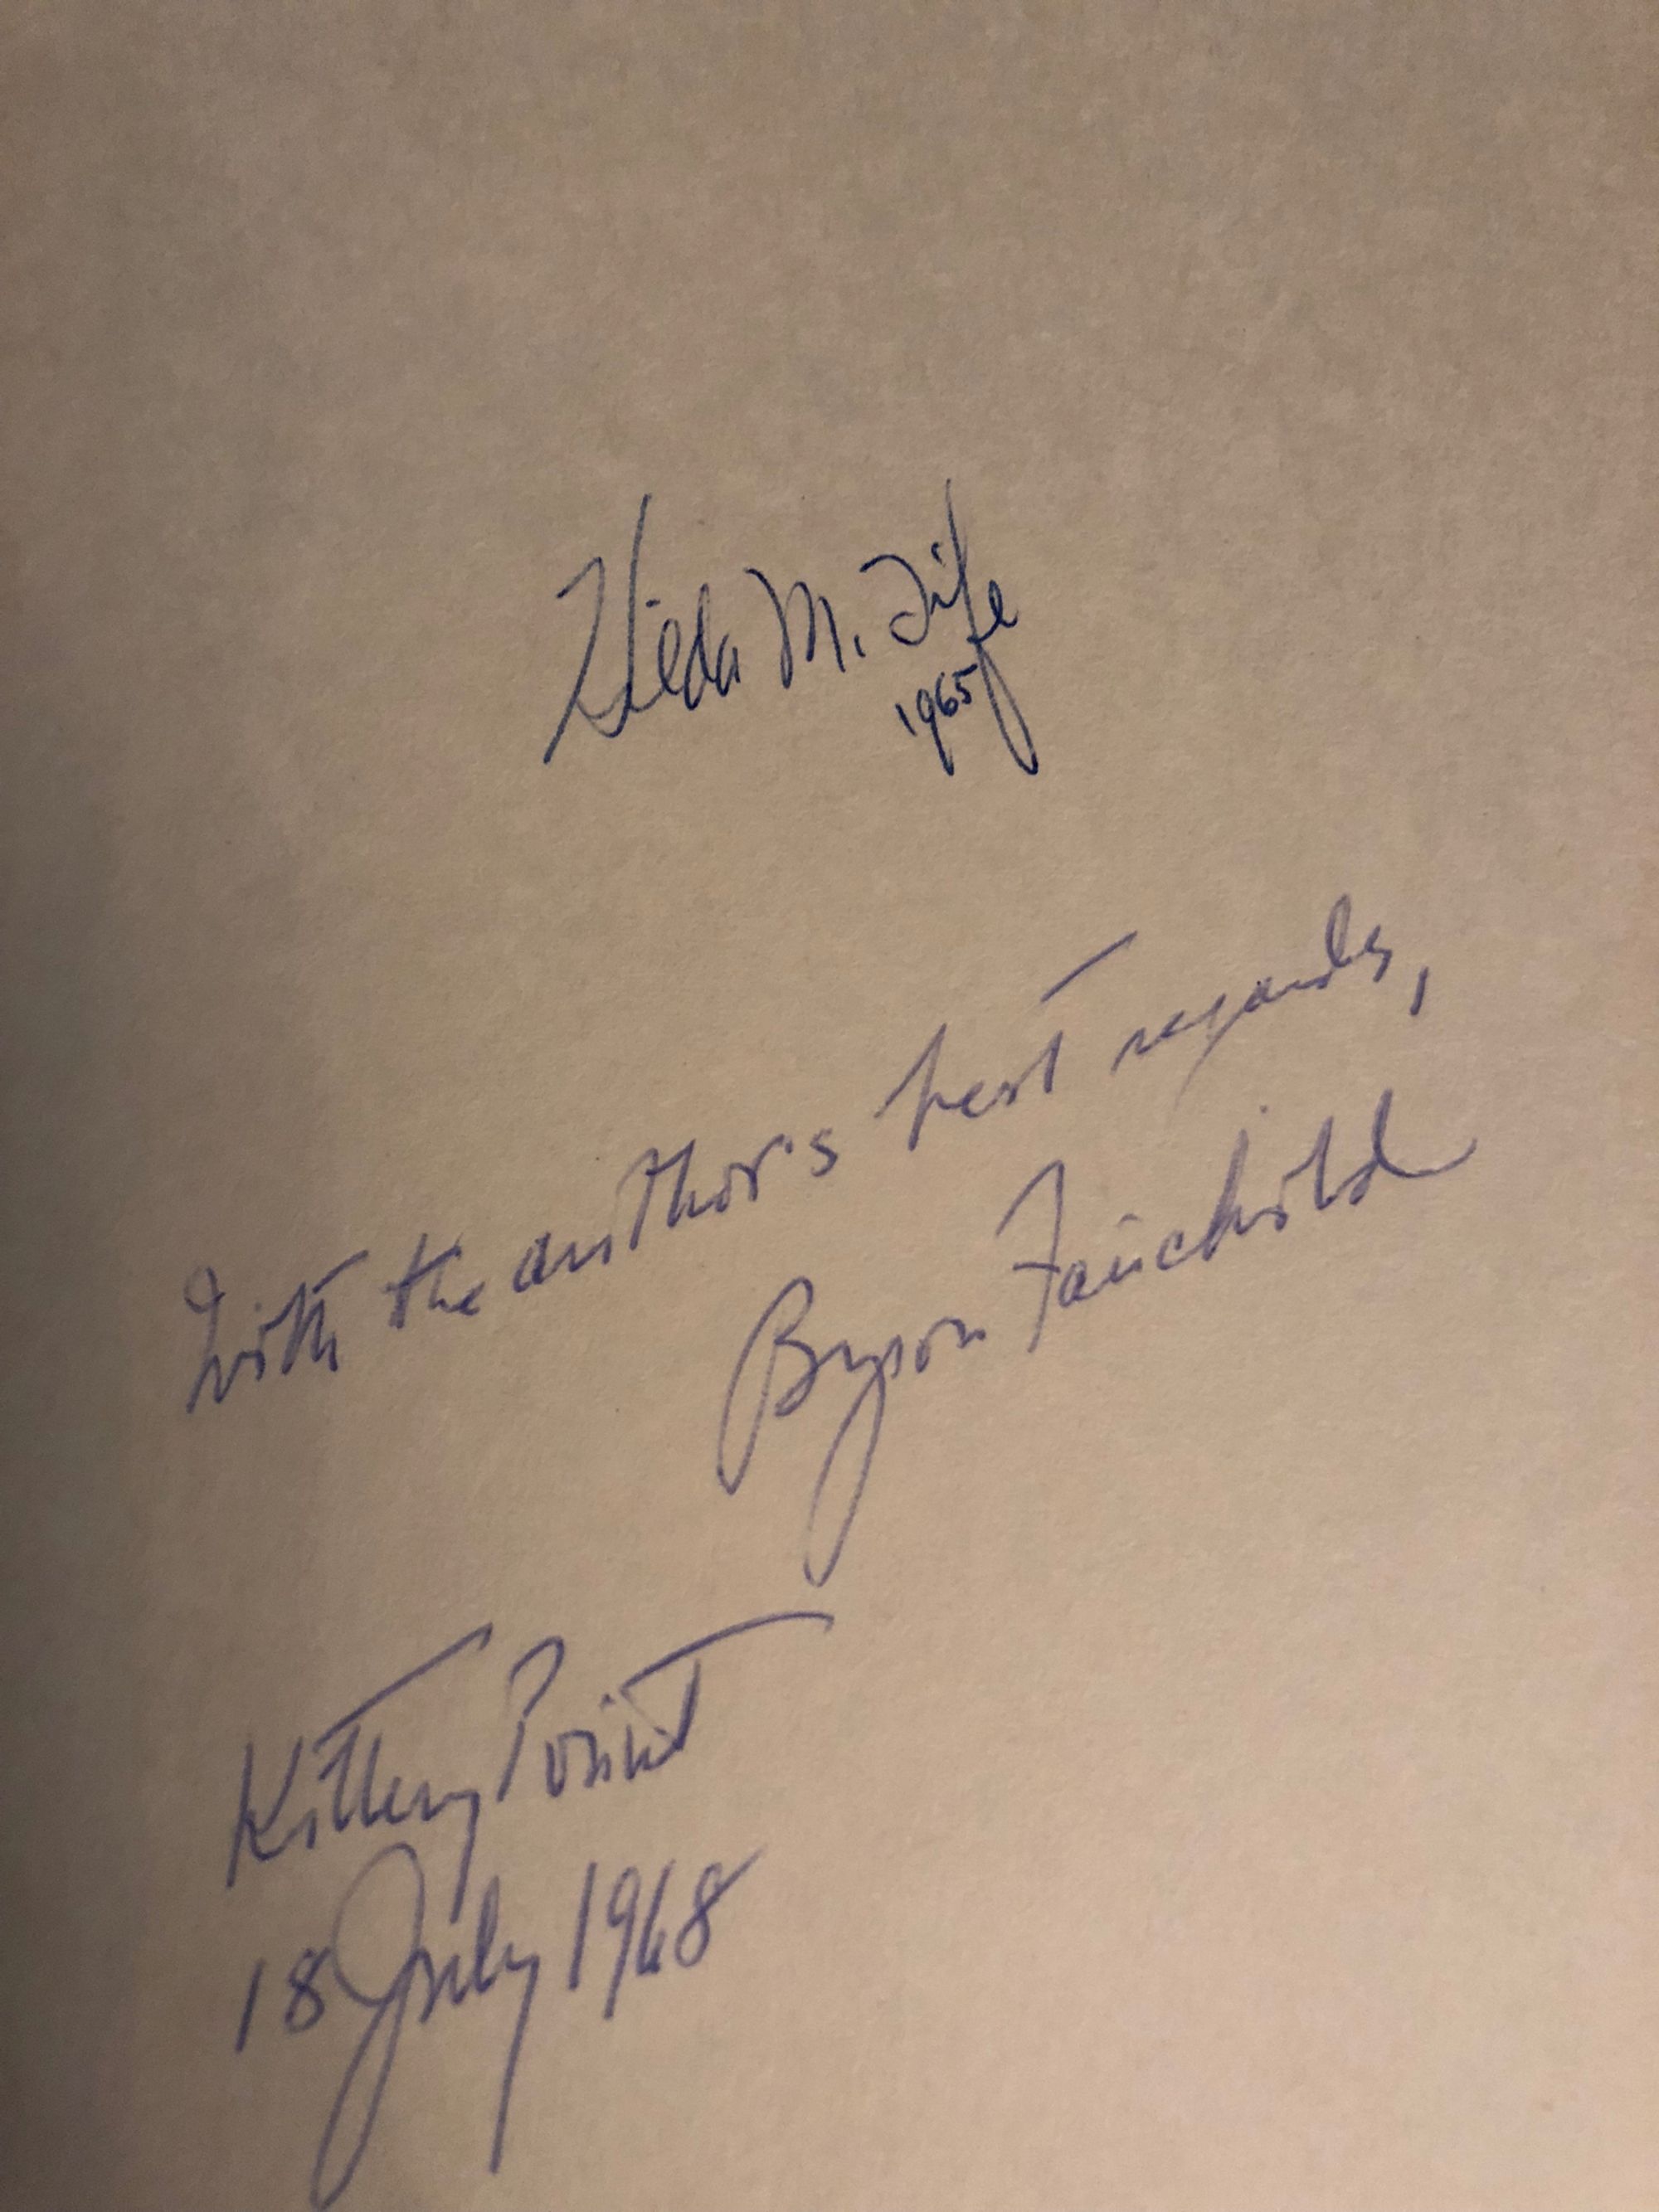 Hilda M. Fife
1965
With the author's best regards,
Byron Fairchild
Kittery Point
18 July 1968